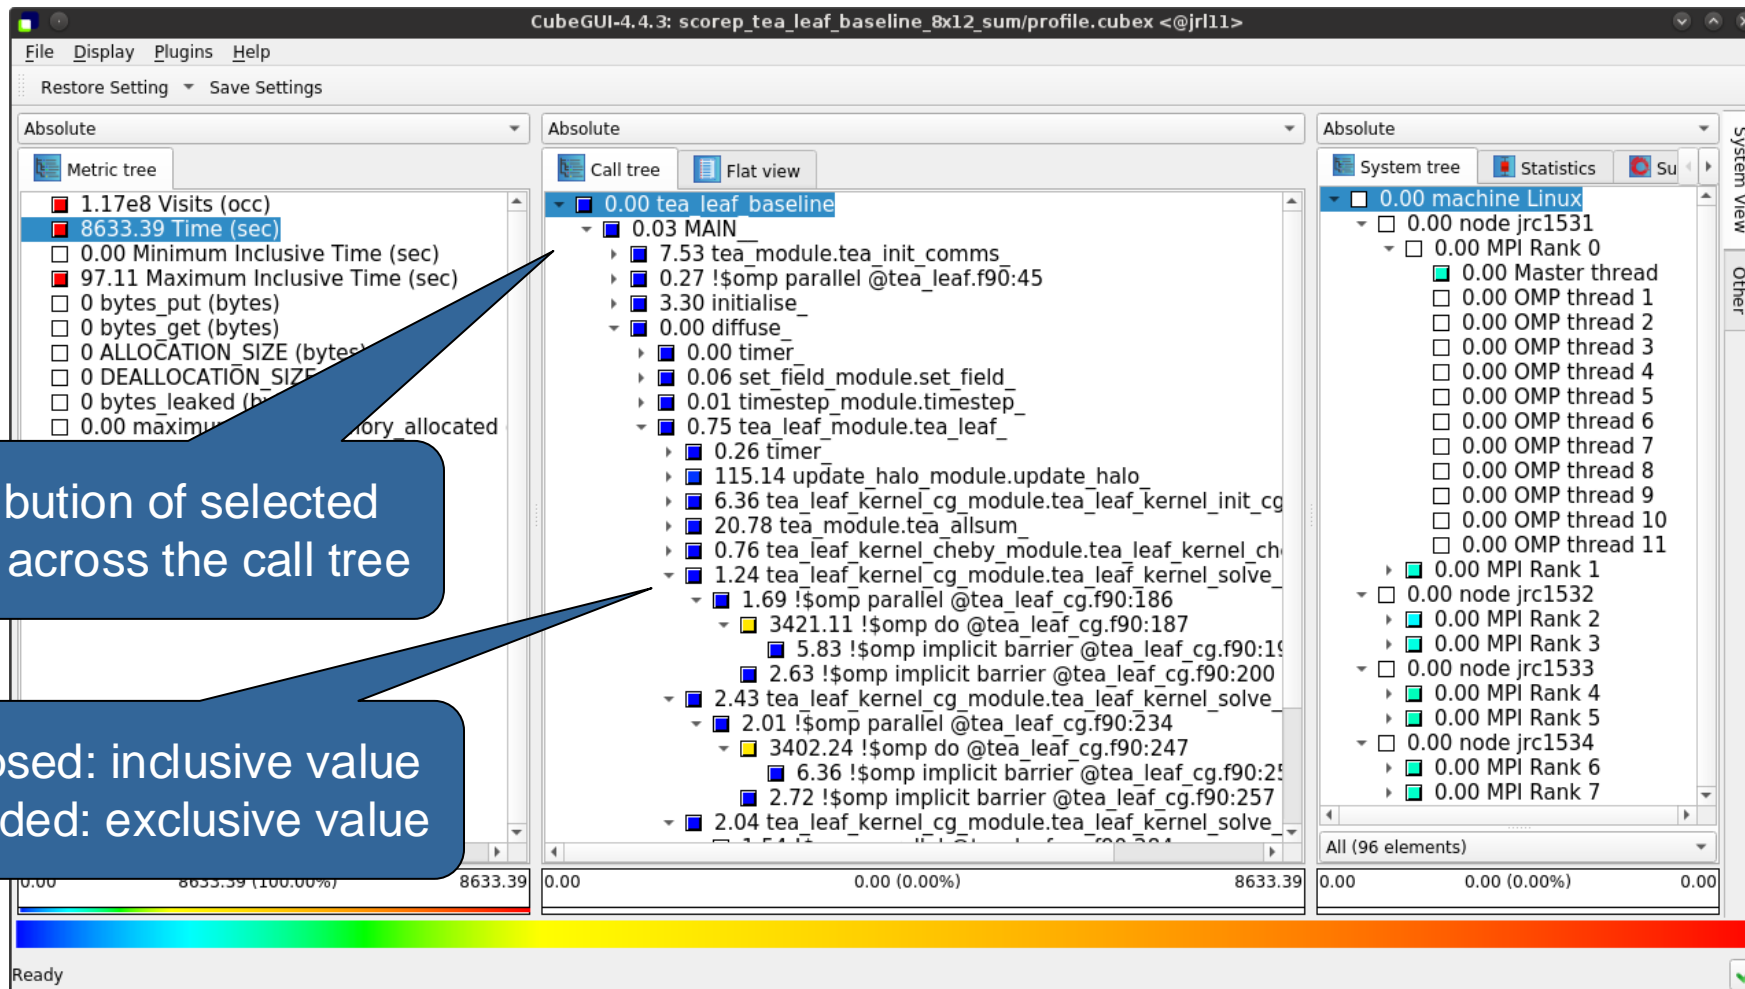 CubeGUI-4.4.3: scorep_tea_leaf_baseline_8x12_sum/profile.cubex <@jrl11>
File Display Plugins Help
Restore Setting Save Settings
Absolute
Metric tree
1.17e8 Visits (occ)
8633.39 Time (sec)
0.00 Minimum Inclusive Time (sec)
97.11 Maximum Inclusive Time (sec)
0 bytes_put (bytes)
0 bytes_get (bytes)
0 ALLOCATION_SIZE (bytes)
0 DEALLOCATION_SIZE
0 bytes_leaked
0.00
bution of selected
across the call tree
osed: inclusive value
ded: exclusive value
0.00 8633.39 (100.00%) 8633.39
Absolute
Call tree Flat view
0.00 tea_leaf_baseline
0.03 MAIN__
7.53 tea_module.tea_init_comms_
0.27 !$omp parallel @tea_leaf.f90:45
3.30 initialise_
0.00 diffuse_
0.00 timer_
0.06 set_field_module.set_field_
0.01 timestep_module.timestep_
0.75 tea_leaf_module.tea_leaf_
0.26 timer_
115.14 update_halo_module.update_halo_
6.36 tea_leaf_kernel_cg_module.tea_leaf_kernel_init_cg
20.78 tea_module.tea_allsum_
0.76 tea_leaf_kernel_cheby_module.tea_leaf_kernel_ch
1.24 tea_leaf_kernel_cg_module.tea_leaf_kernel_solve_
1.69 !$omp parallel @tea_leaf_cg.f90:186
3421.11 !$omp do @tea_leaf_cg.f90:187
5.83 !$omp implicit barrier @tea_leaf_cg.f90:19
2.63 !$omp implicit barrier @tea_leaf_cg.f90:200
2.43 tea_leaf_kernel_cg_module.tea_leaf_kernel_solve_
2.01 !$omp parallel @tea_leaf_cg.f90:234
3402.24 !$omp do @tea_leaf_cg.f90:247
6.36 !$omp implicit barrier @tea_leaf_cg.f90:25
2.72 !$omp implicit barrier @tea_leaf_cg.f90:257
2.04 tea_leaf_kernel_cg_module.tea_leaf_kernel_solve_
0.00 0.00 (0.00%) 8633.39
Absolute
System tree Statistics Su
0.00 machine Linux
0.00 node jrc1531
0.00 MPI Rank 0
0.00 Master thread
0.00 OMP thread 1
0.00 OMP thread 2
0.00 OMP thread 3
0.00 OMP thread 4
0.00 OMP thread 5
0.00 OMP thread 6
0.00 OMP thread 7
0.00 OMP thread 8
0.00 OMP thread 9
0.00 OMP thread 10
0.00 OMP thread 11
0.00 MPI Rank 1
0.00 node jrc1532
0.00 MPI Rank 2
0.00 MPI Rank 3
0.00 node jrc1533
0.00 MPI Rank 4
0.00 MPI Rank 5
0.00 node jrc1534
0.00 MPI Rank 6
0.00 MPI Rank 7
All (96 elements)
0.00 0.00 (0.00%) 0.00
System View
Other
Ready